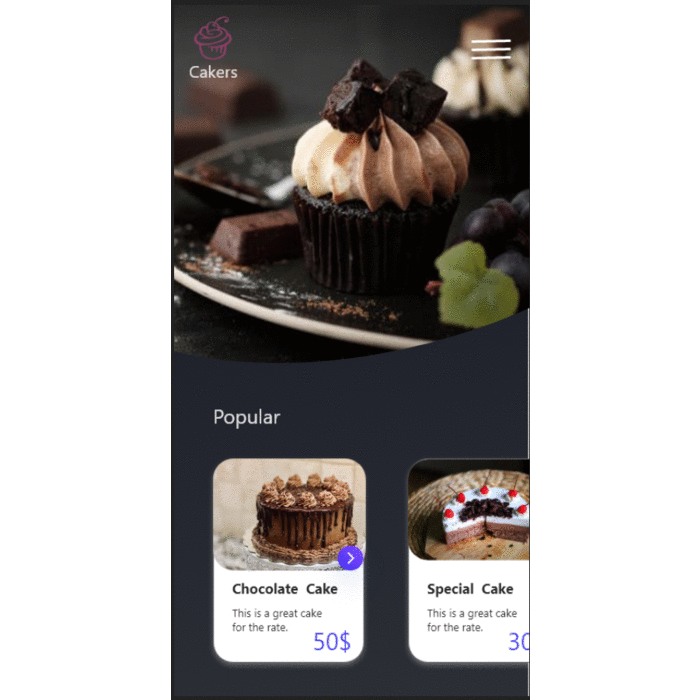 Cakers
Popular
Chocolate Cake
This is a great cake
for the rate.
50$
Special Cake
This is a great cake
for the rate.
30